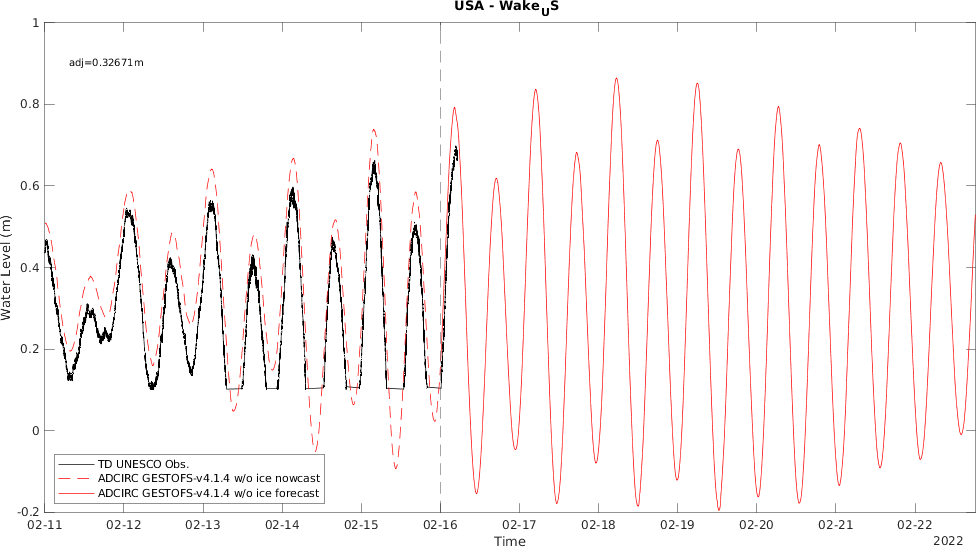 USA - Wake_US
adj=0.32671m
1
0.8
0.6
0.4
0.2
0
-0.2
Water Level (m)
TD UNESCO Obs.
ADCIRC GESTOFS-v4.1.4 w/o ice nowcast
ADCIRC GESTOFS-v4.1.4 w/o ice forecast
02-11 02-12 02-13 02-14 02-15 02-16 02-17 02-18 02-19 02-20 02-21 02-22
Time
2022